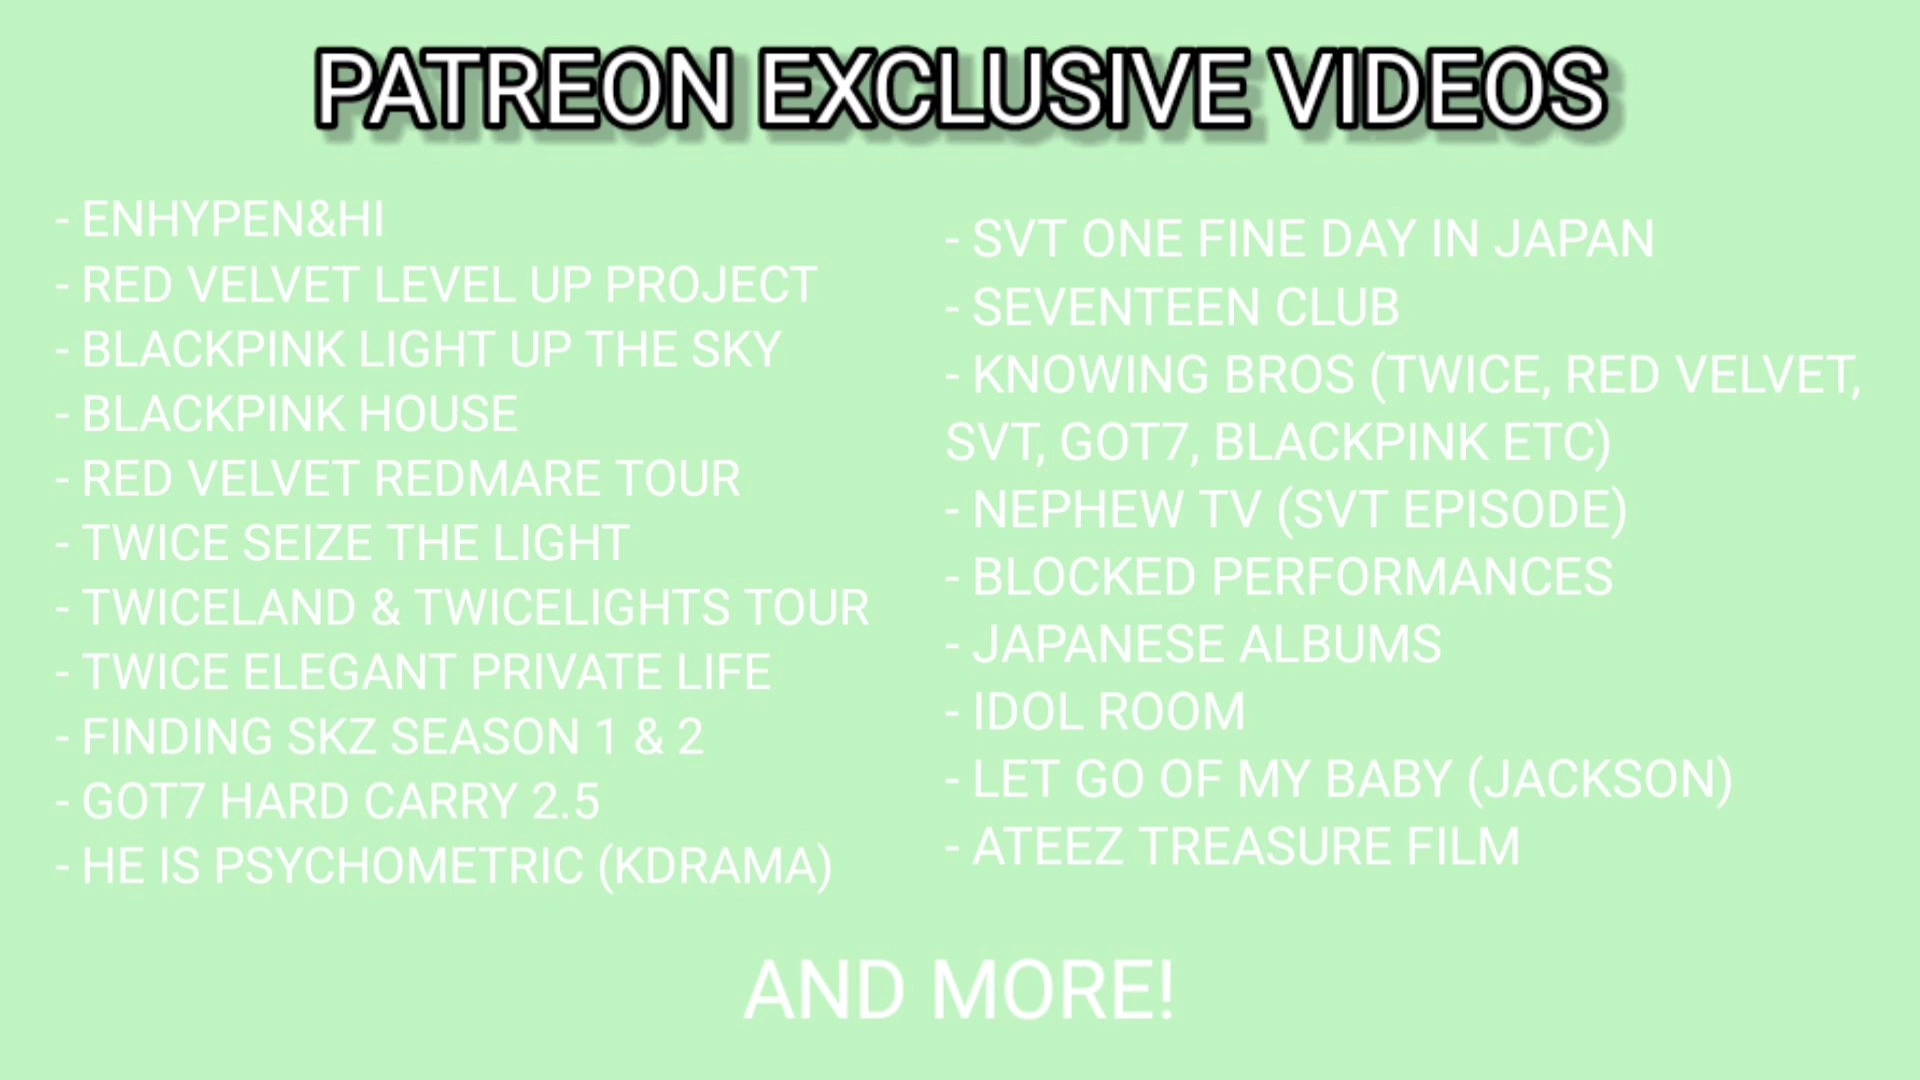 PATREON EXCLUSIVE VIDEOS
- ENHYPEN&HI
- RED VELVET LEVEL UP PROJECT
- BLACKPINK LIGHT UP THE SKY
- BLACKPINK HOUSE
- RED VELVET REDMARE TOUR
- TWICE SEIZE THE LIGHT
- TWICELAND & TWICELIGHTS TOUR
- TWICE ELEGANT PRIVATE LIFE
- FINDING SKZ SEASON 1 & 2
- GOT7 HARD CARRY 2.5
- HE IS PSYCHOMETRIC (KDRAMA)
- SVT ONE FINE DAY IN JAPAN
- SEVENTEEN CLUB
- KNOWING BROS (TWICE, RED VELVET,
SVT, GOT7, BLACKPINK ETC)
- NEPHEW TV (SVT EPISODE)
- BLOCKED PERFORMANCES
- JAPANESE ALBUMS
- IDOL ROOM
- LET GO OF MY BABY (JACKSON)
- ATEEZ TREASURE FILM
AND MORE!